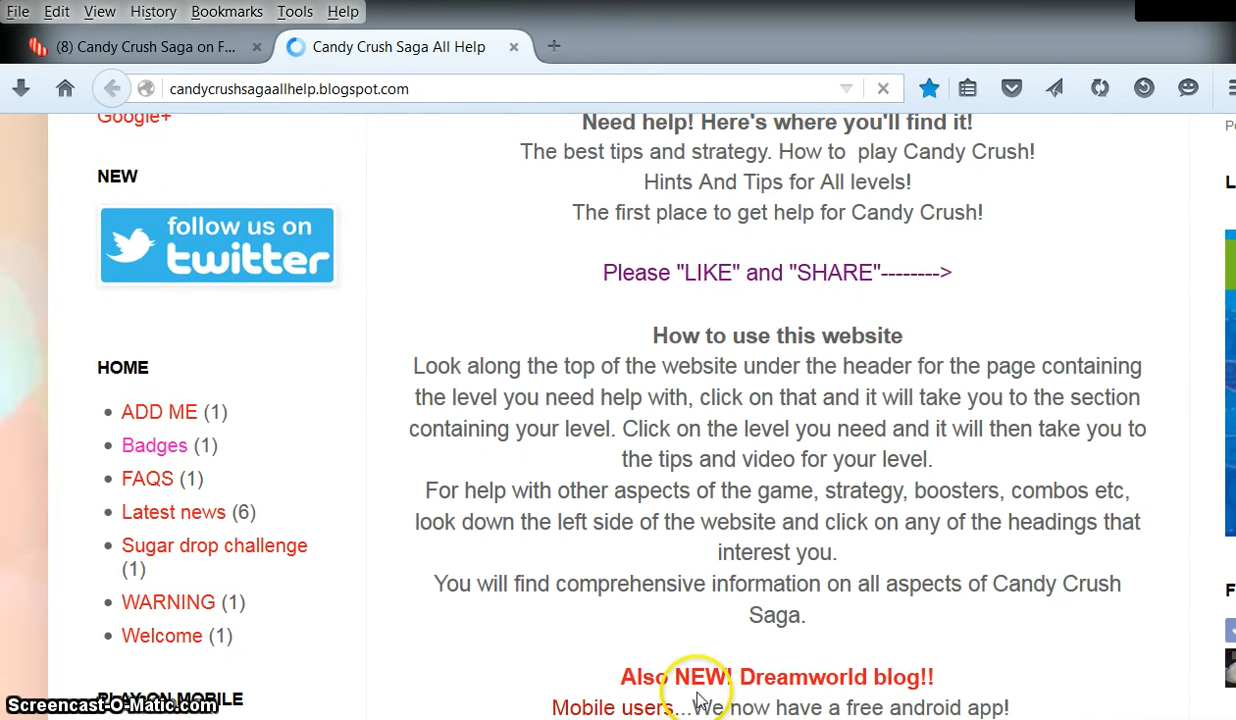 File Edit View History Bookmarks Tools Help
(8) Candy Crush Saga on F...
Candy Crush Saga All Help
candycrushsagaallhelp.blogspot.com
Google+
NEW
follow us on
twitter
HOME
ADD ME (1)
Badges (1)
FAQS (1)
Latest news (6)
Sugar drop challenge
(1)
WARNING (1)
Welcome (1)
PLAY ON MOBILE
Need help! Here's where you'll find it!
The best tips and strategy. How to play Candy Crush!
Hints And Tips for All levels!
The first place to get help for Candy Crush!
Please "LIKE" and "SHARE"-------->
How to use this website
Look along the top of the website under the header for the page containing
the level you need help with, click on that and it will take you to the section
containing your level. Click on the level you need and it will then take you to
the tips and video for your level.
For help with other aspects of the game, strategy, boosters, combos etc,
look down the left side of the website and click on any of the headings that
interest you.
You will find comprehensive information on all aspects of Candy Crush
Saga.
Also NEW! Dreamworld blog!!
Mobile users...We now have a free android app!
Screencast-O-Matic.com